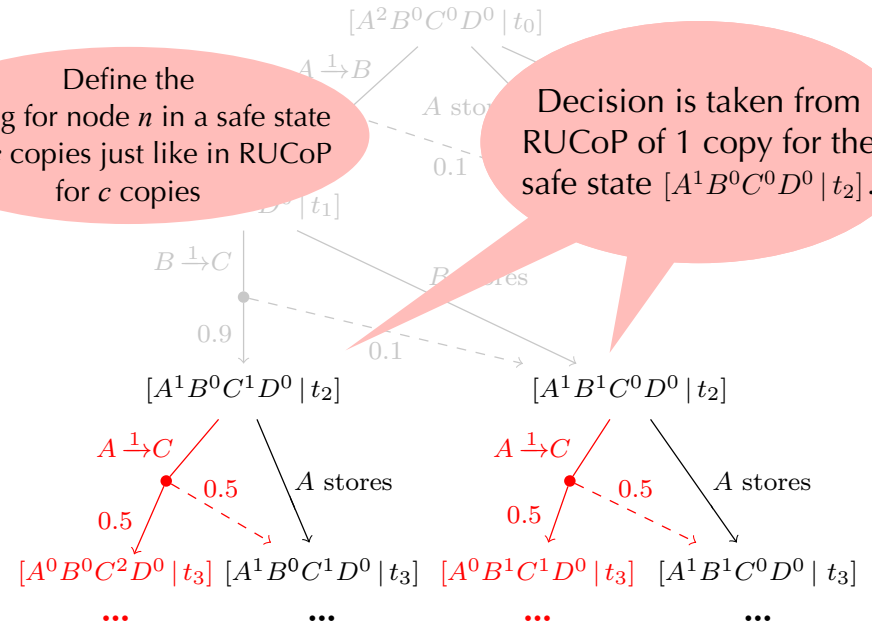 [A²B⁰C⁰D⁰ | t₀]
A →¹ B
A
Define the
for node n in a safe state
copies just like in RUCoP
for c copies
Decision is taken from
RUCoP of 1 copy for the
safe state [A¹B⁰C⁰D⁰ | t₂].
0.1
| t₁]
B →¹ C
B
0.9
0.1
[A¹B⁰C¹D⁰ | t₂] [A¹B¹C⁰D⁰ | t₂]
A →¹ C A →¹ C
0.5 A stores 0.5 A stores
0.5 0.5
[A⁰B⁰C²D⁰ | t₃] [A¹B⁰C¹D⁰ | t₃] [A⁰B¹C¹D⁰ | t₃] [A¹B¹C⁰D⁰ | t₃]
... ... ... ...